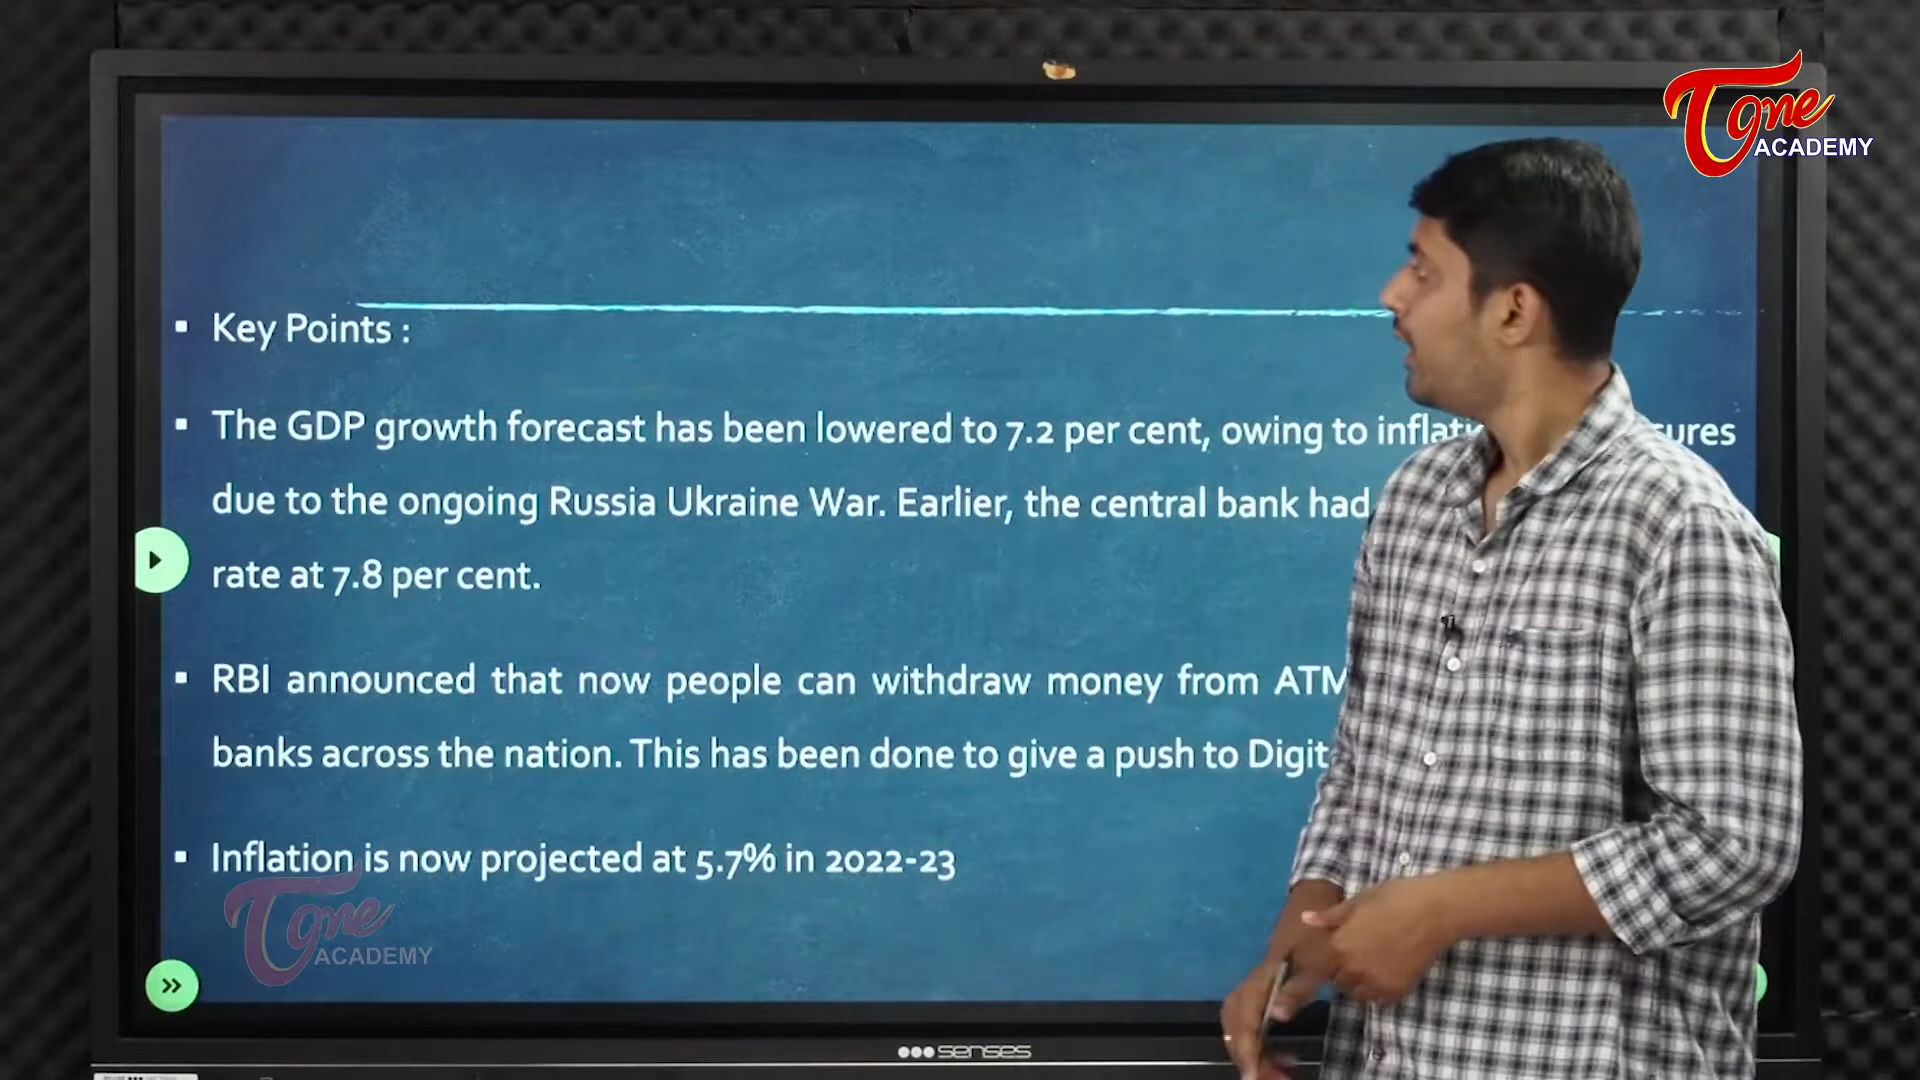 Tone
ACADEMY
Key Points :
The GDP growth forecast has been lowered to 7.2 per cent, owing to
due to the ongoing Russia Ukraine War. Earlier, the central bank had
rate at 7.8 per cent.
RBI announced that now people can withdraw money from
banks across the nation. This has been done to give a push to
Inflation is now projected at 5.7% in 2022-23
Tone
ACADEMY
senses